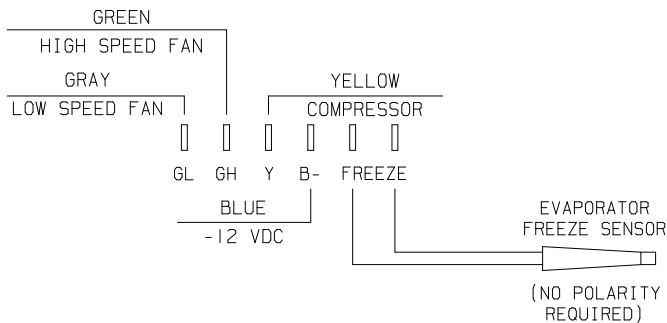 GREEN
HIGH SPEED FAN
GRAY
LOW SPEED FAN
YELLOW
COMPRESSOR
GL GH Y B- FREEZE
BLUE
-12 VDC
EVAPORATOR
FREEZE SENSOR
(NO POLARITY
REQUIRED)